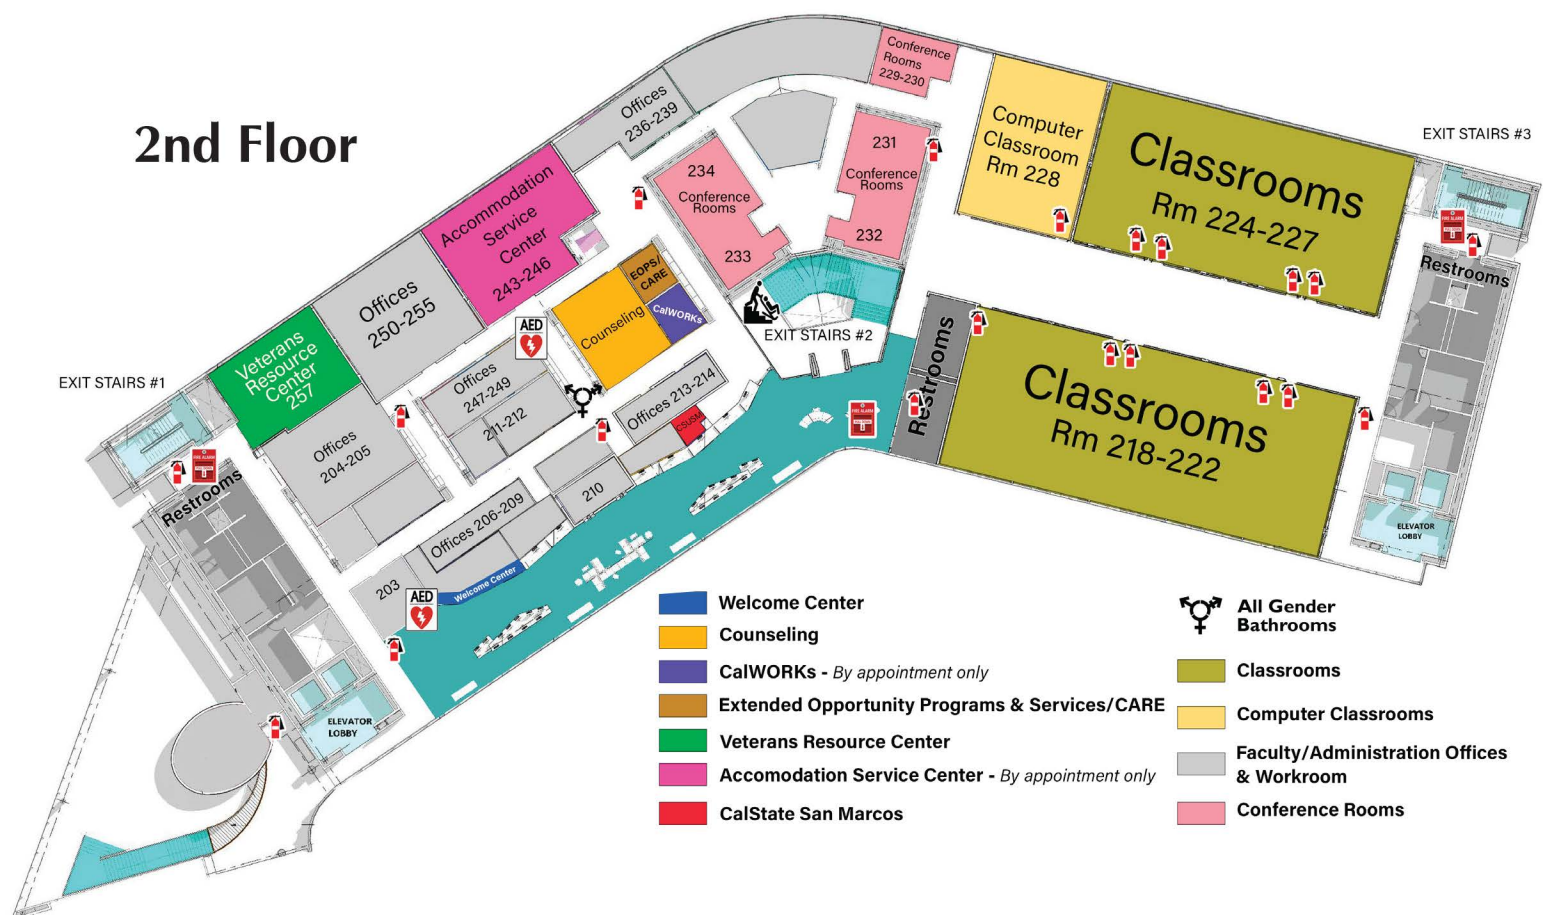 2nd Floor
Conference
Rooms
229-230
Offices
236-239
EXIT STAIRS #3
Computer
Classroom
Rm 228
Classrooms
Rm 224-227
231
Conference
Rooms
232
234
Conference
Rooms
233
Accommodation
Service
Center
243-246
EOPS/
CARE
CalWORKs
Counseling
Offices
250-255
AED
EXIT STAIRS #2
Restrooms
FIRE ALARM
Veterans
Resource
Center
257
EXIT STAIRS #1
Offices
247-249
211-212
Offices 213-214
CSUSM
FIRE ALARM
Restrooms
Classrooms
Rm 218-222
Offices
204-205
FIRE ALARM
Restrooms
210
Offices 206-209
203
AED
Welcome Center
ELEVATOR
LOBBY
ELEVATOR
LOBBY
Welcome Center
Counseling
CalWORKs - By appointment only
Extended Opportunity Programs & Services/CARE
Veterans Resource Center
Accomodation Service Center - By appointment only
CalState San Marcos
All Gender
Bathrooms
Classrooms
Computer Classrooms
Faculty/Administration Offices
& Workroom
Conference Rooms